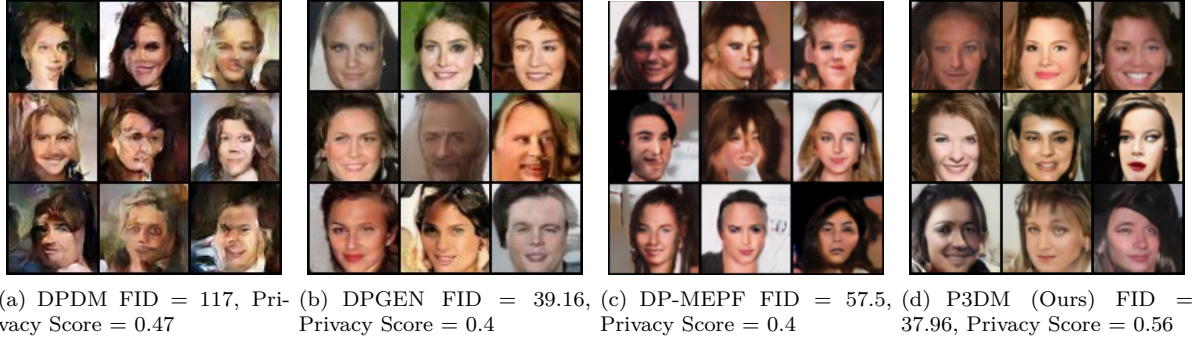 (a) DPDM FID = 117, Pri-
vacy Score = 0.47
(b) DPGEN FID = 39.16,
Privacy Score = 0.4
(c) DP-MEPF FID = 57.5,
Privacy Score = 0.4
(d) P3DM (Ours) FID =
37.96, Privacy Score = 0.56